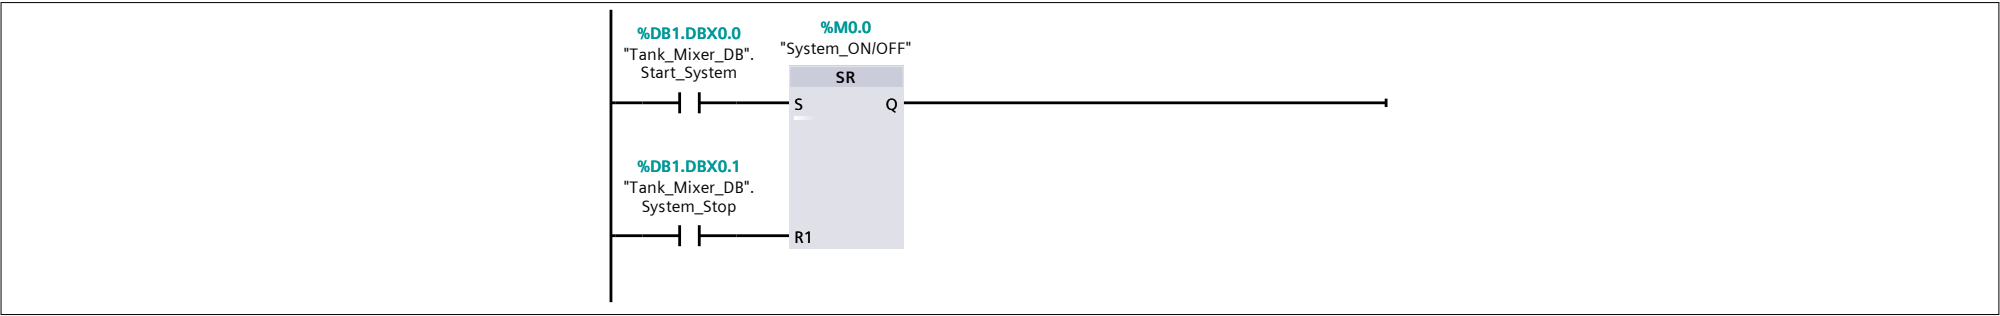 %DB1.DBX0.0
"Tank_Mixer_DB".
Start_System
%M0.0
"System_ON/OFF"
SR
S
Q
%DB1.DBX0.1
"Tank_Mixer_DB".
System_Stop
R1